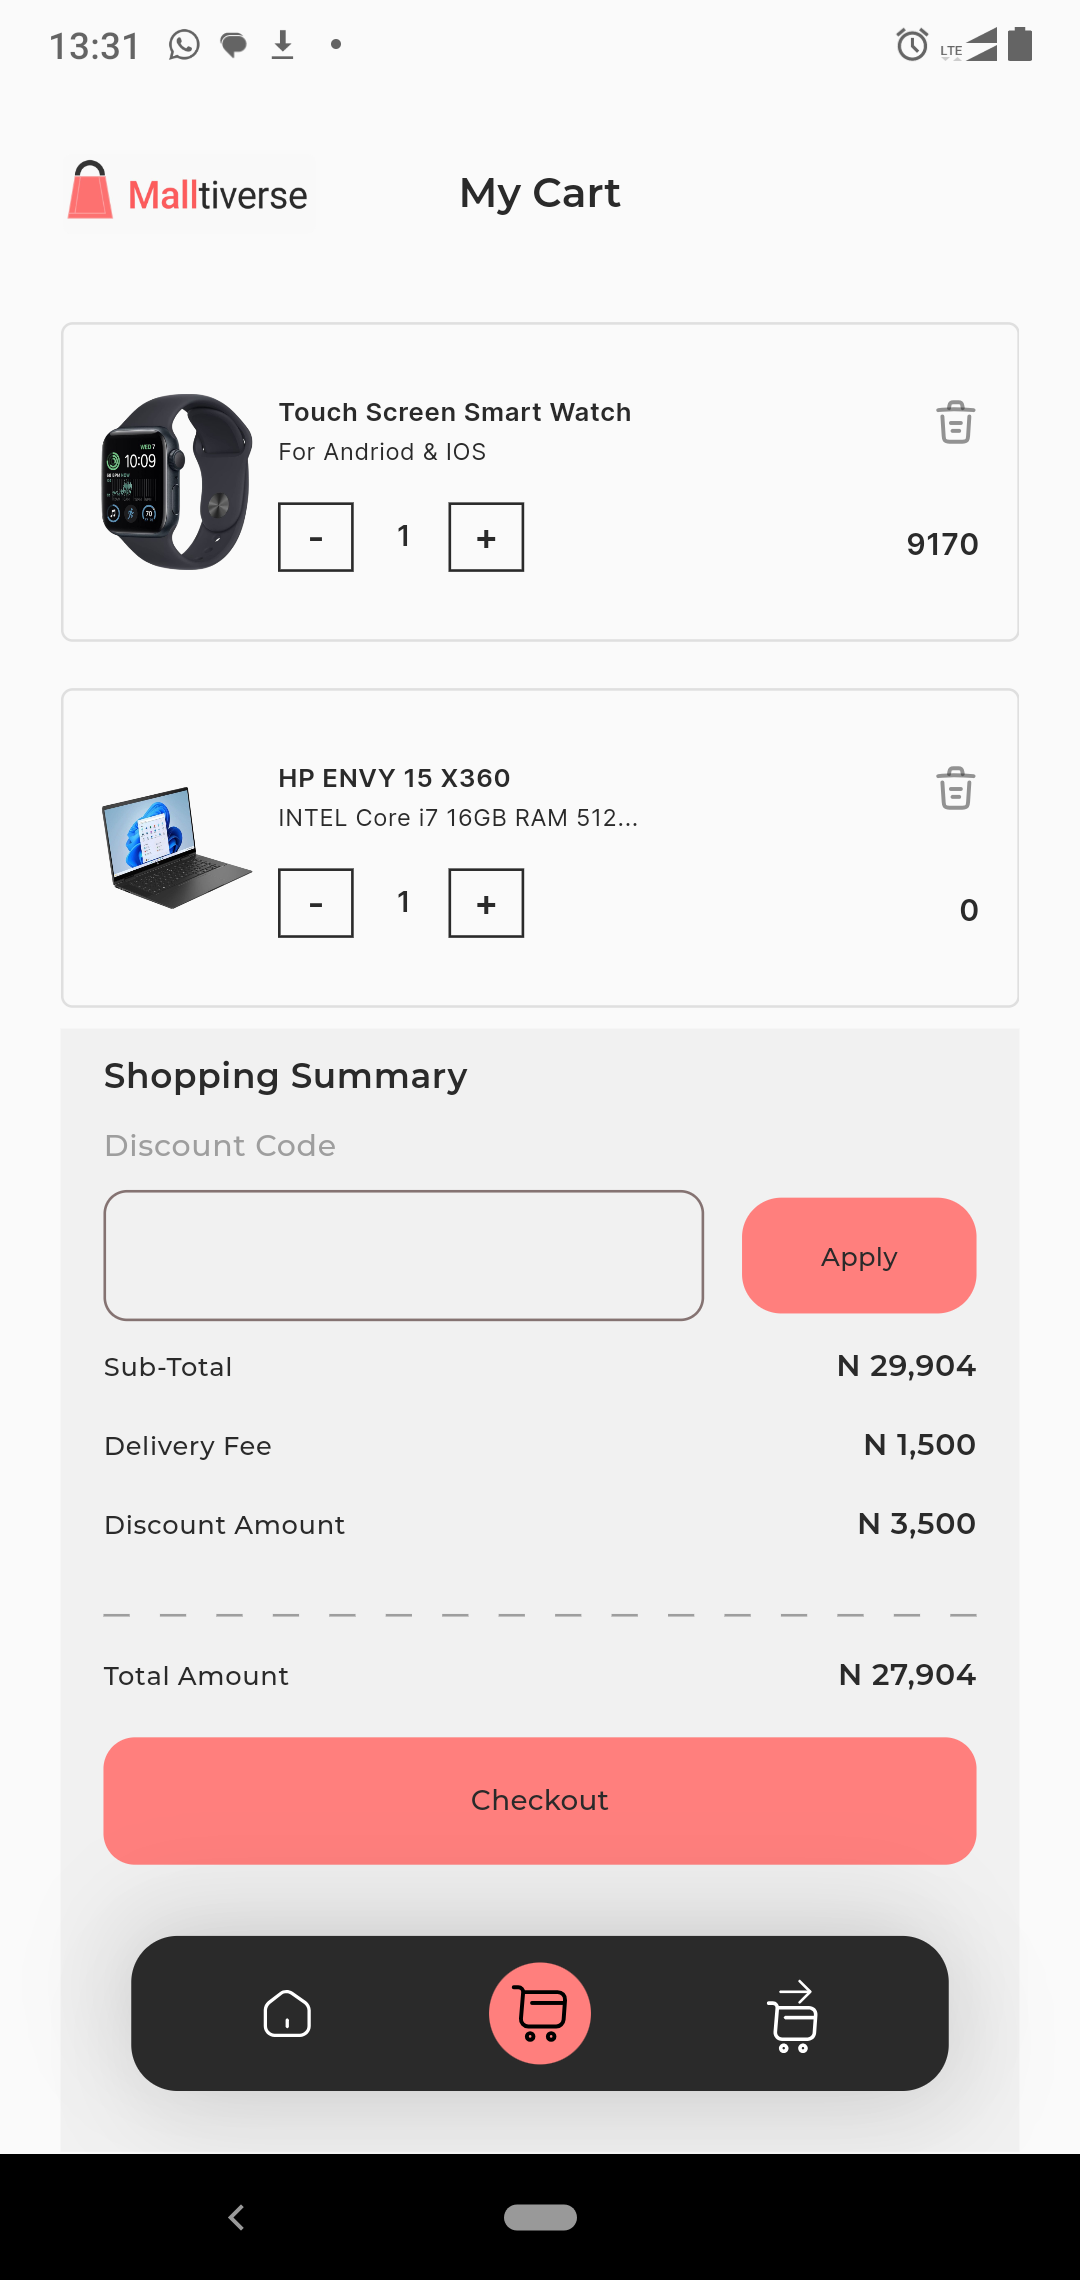 13:31
LTE
Malltiverse
My Cart
Touch Screen Smart Watch
For Andriod & IOS
- 1 +
9170
HP ENVY 15 X360
INTEL Core i7 16GB RAM 512...
- 1 +
0
Shopping Summary
Discount Code
Apply
Sub-Total N 29,904
Delivery Fee N 1,500
Discount Amount N 3,500
Total Amount N 27,904
Checkout